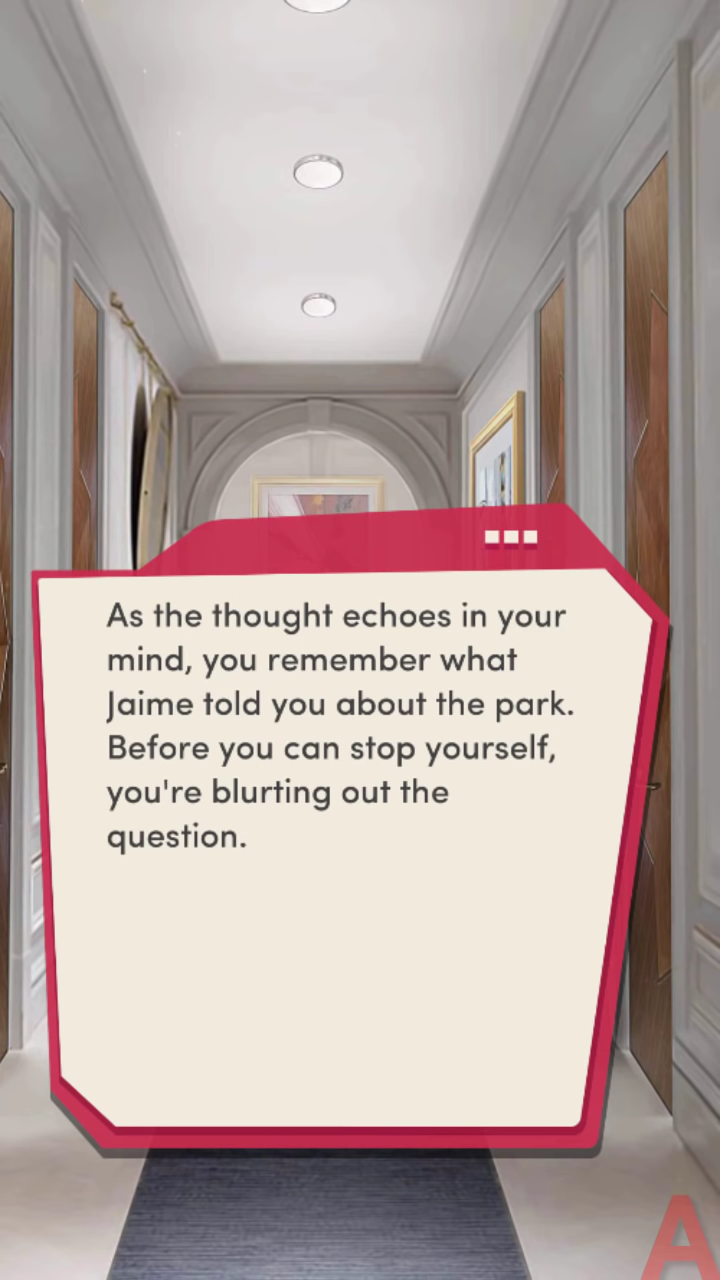 As the thought echoes in your
mind, you remember what
Jaime told you about the park.
Before you can stop yourself,
you're blurting out the
question.
A